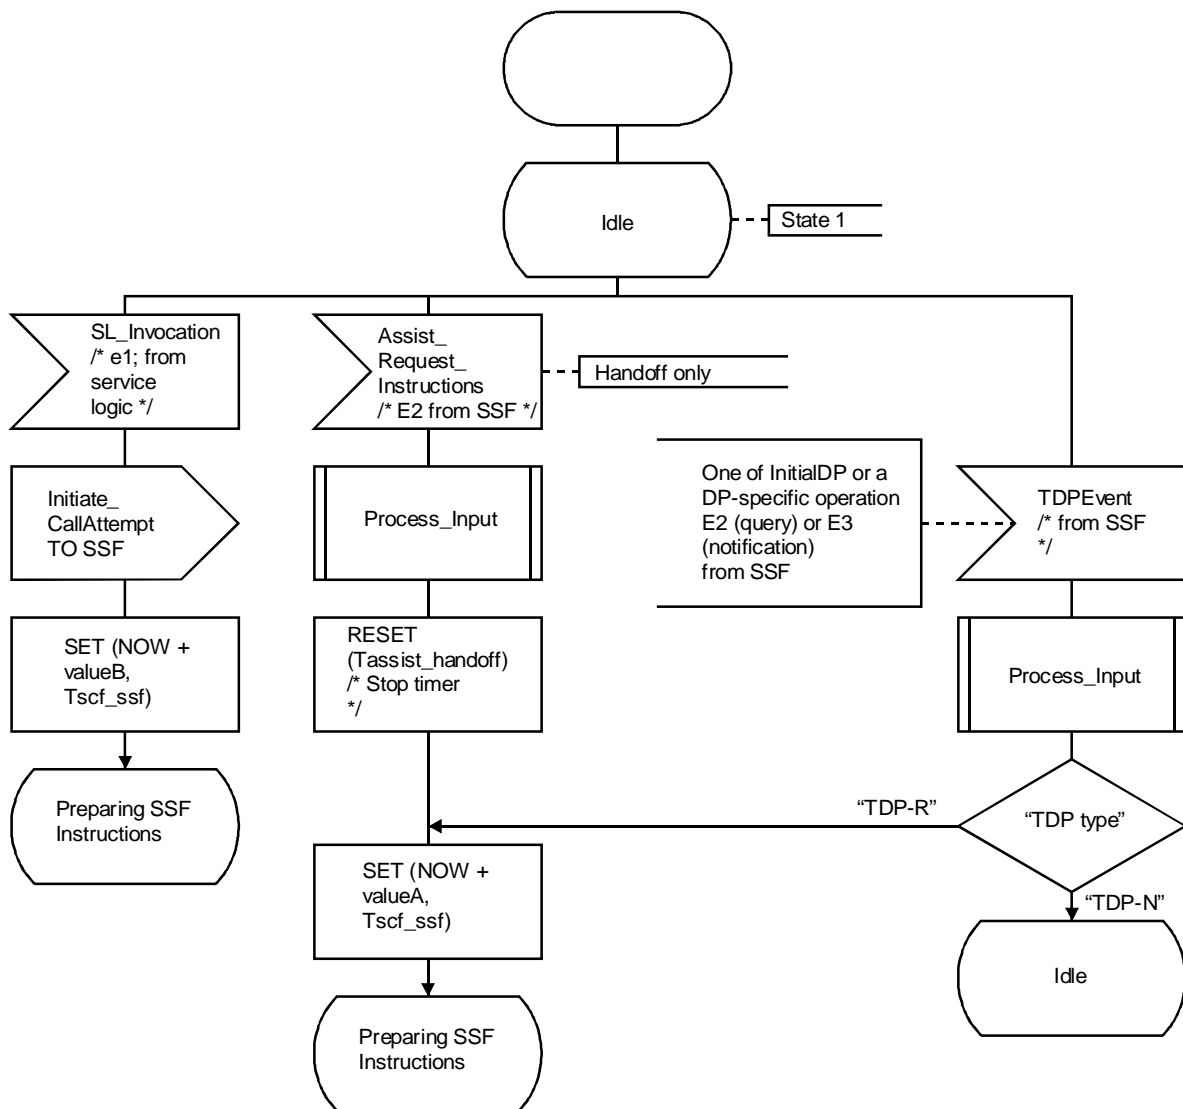 Idle
State 1
SL_Invocation
/* e1; from
service
logic */
Assist_
Request_
Instructions
/* E2 from SSF */
Handoff only
Initiate_
CallAttempt
TO SSF
Process_Input
One of InitialDP or a
DP-specific operation
E2 (query) or E3
(notification)
from SSF
TDPEvent
/* from SSF
*/
SET (NOW +
valueB,
Tscf_ssf)
RESET
(Tassist_handoff)
/* Stop timer
*/
Process_Input
Preparing SSF
Instructions
“TDP-R”
“TDP type”
SET (NOW +
valueA,
Tscf_ssf)
“TDP-N”
Idle
Preparing SSF
Instructions